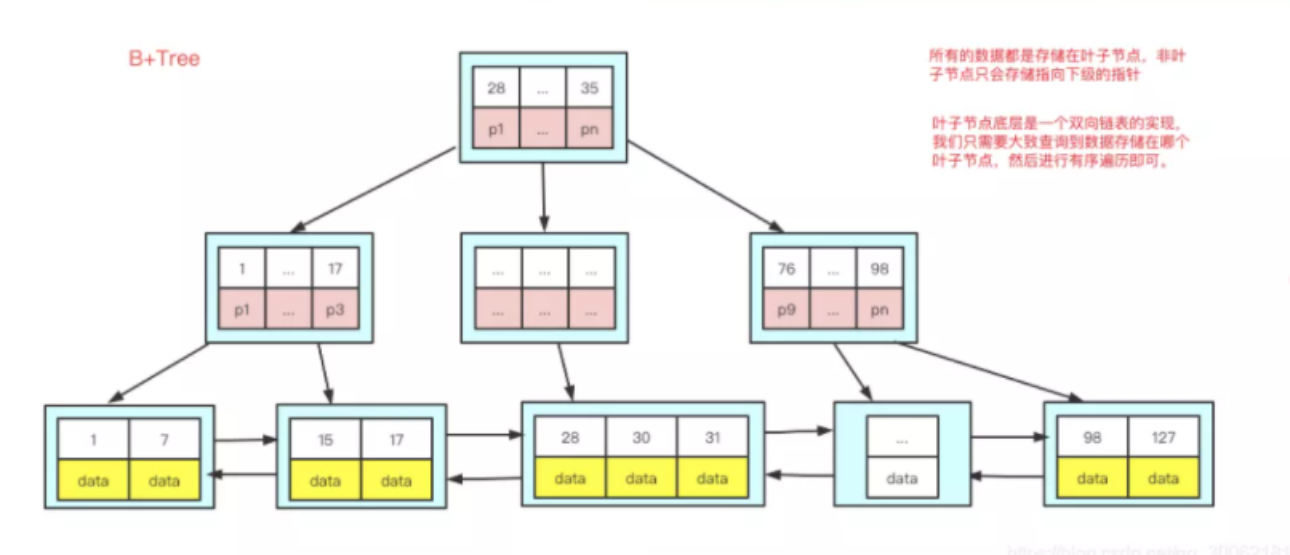 B+Tree
所有的数据都是存储在叶子节点，非叶
子节点只会存储指向下级的指针
叶子节点底层是一个双向链表的实现，
我们只需要大致查询到数据存储在哪个
叶子节点，然后进行有序遍历即可。
28 ... 35
p1 ... pn
1 ... 17
p1 ... p3
... ... ...
... ... ...
76 ... 98
p9 ... pn
1 7
data data
15 17
data data
28 30 31
data data data
...
data
98 127
data data